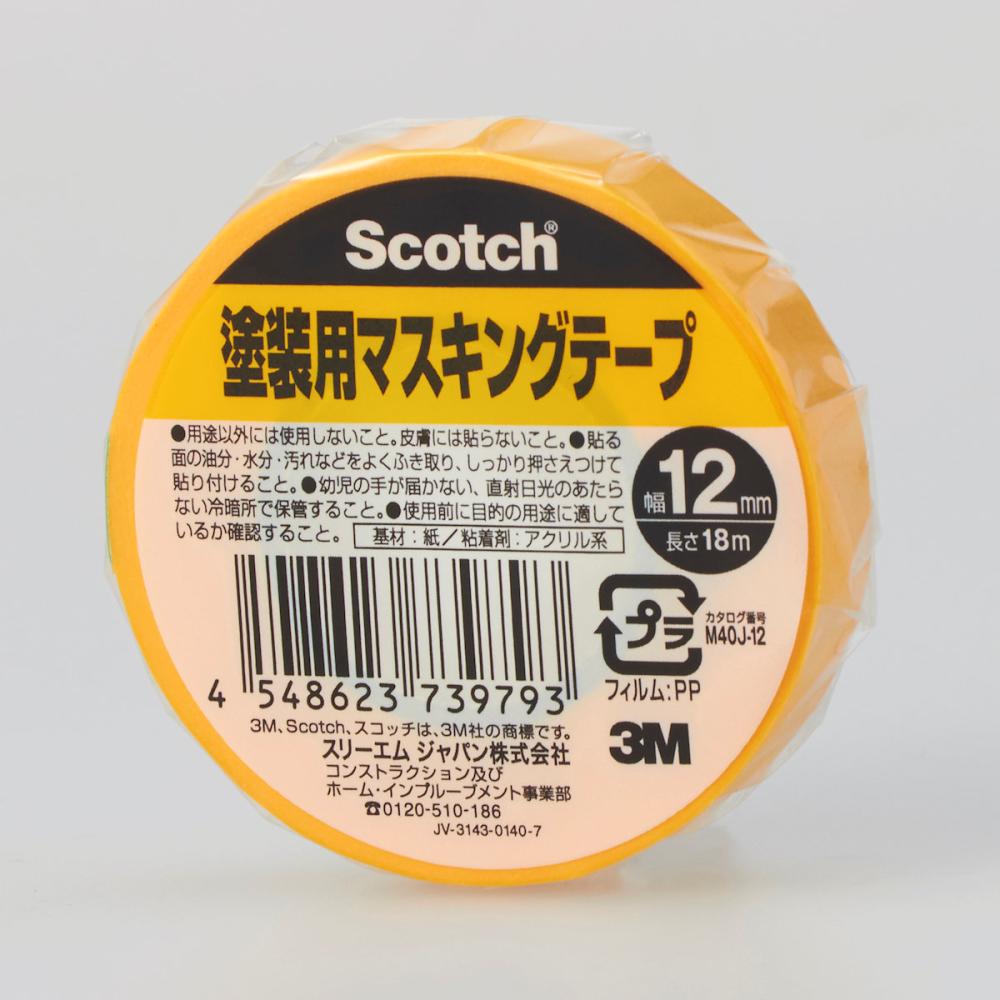 Scotch®
塗装用マスキングテープ
●用途以外には使用しないこと。皮膚には貼らないこと。●貼る
面の油分・水分・汚れなどをよくふき取り、しっかり押さえつけて
貼り付けること。●幼児の手が届かない、直射日光のあたら
ない冷暗所で保管すること。●使用前に目的の用途に適して
いるか確認すること。
基材:紙/粘着剤:アクリル系
幅12mm
長さ18m
プラ
フィルム:PP
カタログ番号
M40J-12
4 548623 739793
3M、Scotch、スコッチは、3M社の商標です。
スリーエム ジャパン株式会社
コンストラクション及び
ホーム・インプルーブメント事業部
☎0120-510-186
JV-3143-0140-7
3M